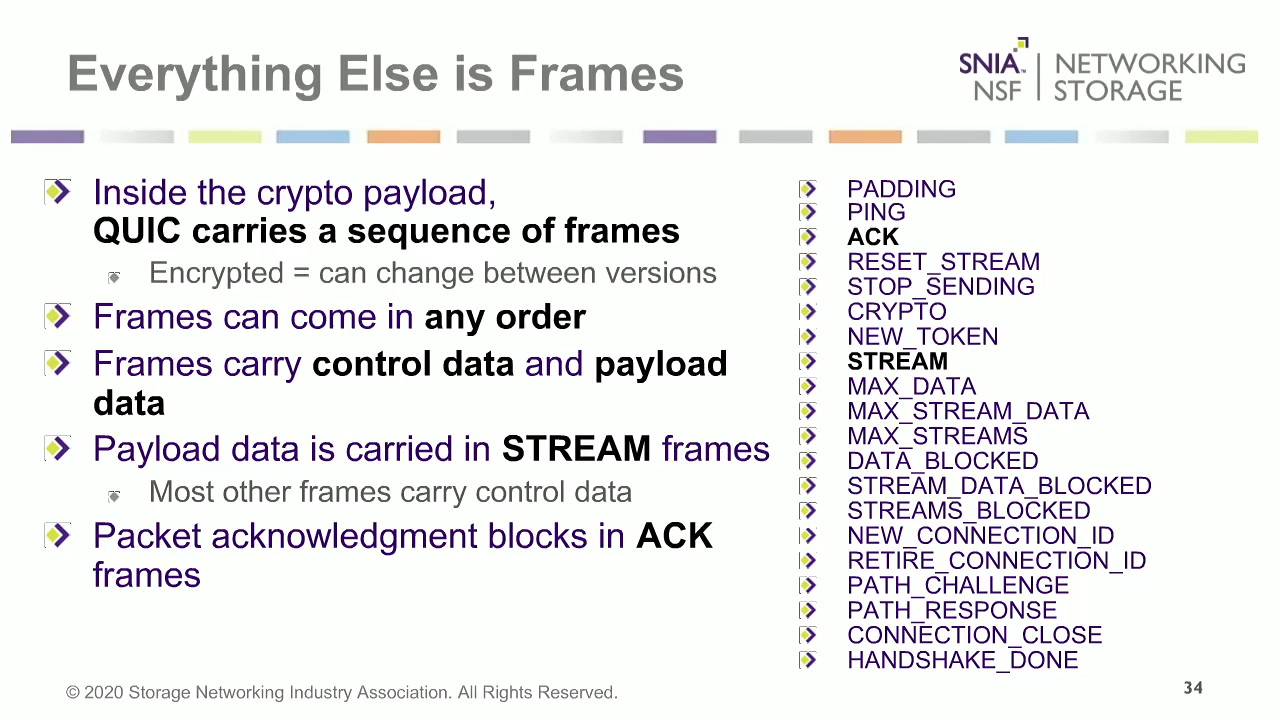 Everything Else is Frames
SNIA™ NSF
NETWORKING STORAGE
Inside the crypto payload,
QUIC carries a sequence of frames
Encrypted = can change between versions
Frames can come in any order
Frames carry control data and payload
data
Payload data is carried in STREAM frames
Most other frames carry control data
Packet acknowledgment blocks in ACK
frames
PADDING
PING
ACK
RESET_STREAM
STOP_SENDING
CRYPTO
NEW_TOKEN
STREAM
MAX_DATA
MAX_STREAM_DATA
MAX_STREAMS
DATA_BLOCKED
STREAM_DATA_BLOCKED
STREAMS_BLOCKED
NEW_CONNECTION_ID
RETIRE_CONNECTION_ID
PATH_CHALLENGE
PATH_RESPONSE
CONNECTION_CLOSE
HANDSHAKE_DONE
© 2020 Storage Networking Industry Association. All Rights Reserved.
34